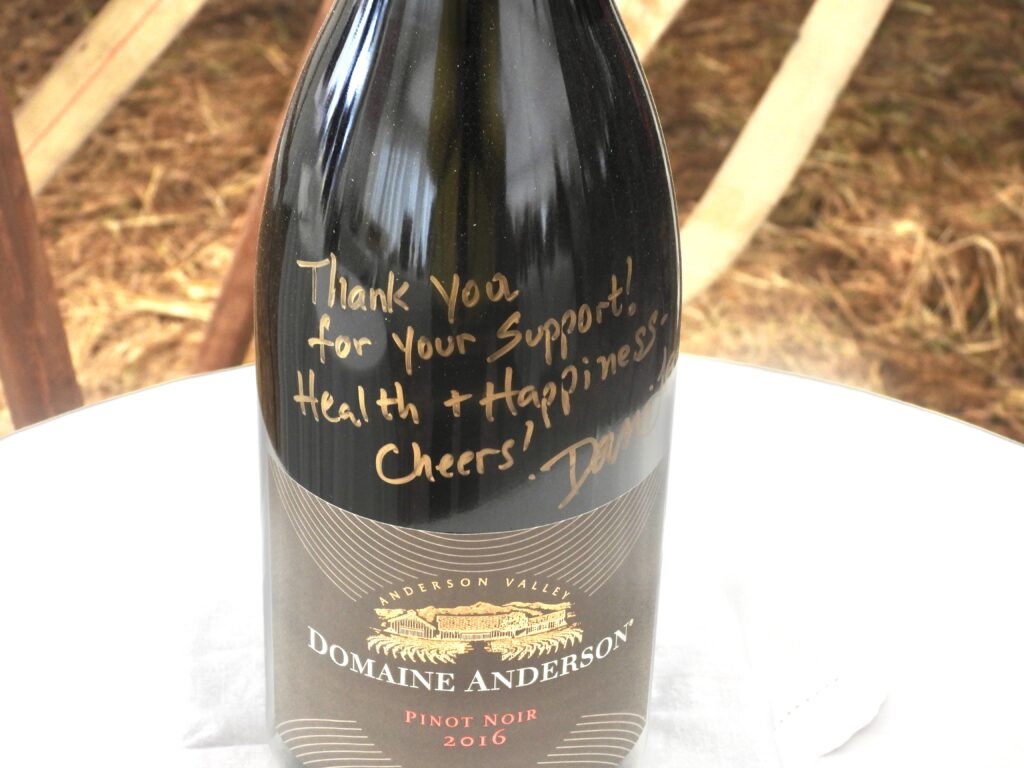 Thank you
for your Support!
Health + Happiness-
Cheers!
ANDERSON VALLEY
DOMAINE ANDERSON
PINOT NOIR
2016